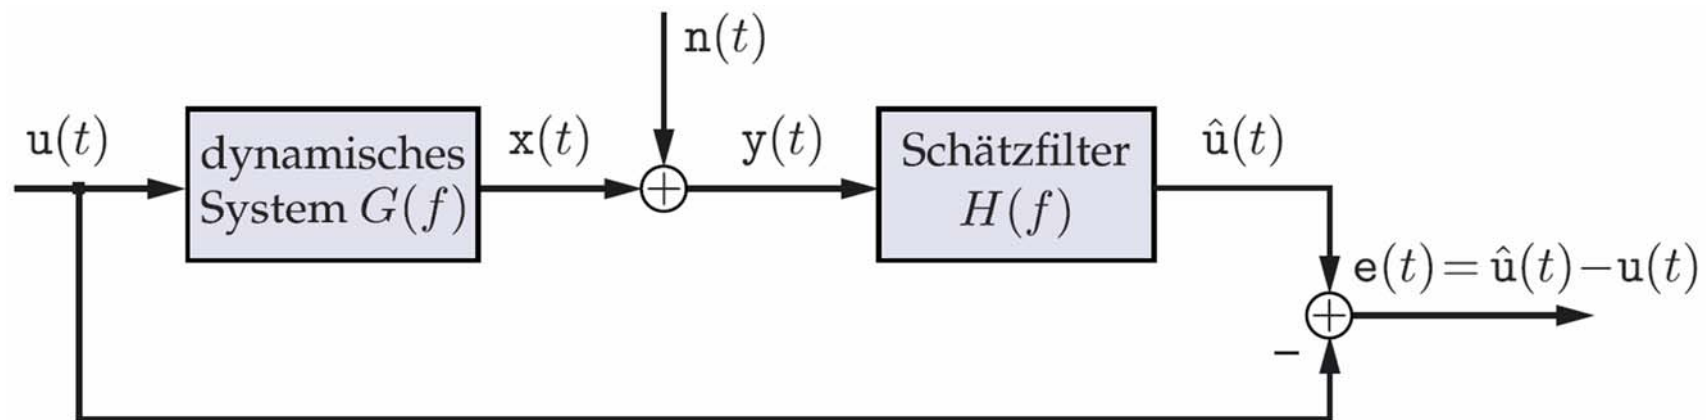 n(t)
u(t)
dynamisches
System G(f)
x(t)
+
y(t)
Schätzfilter
H(f)
û(t)
e(t) = û(t) − u(t)
+
−